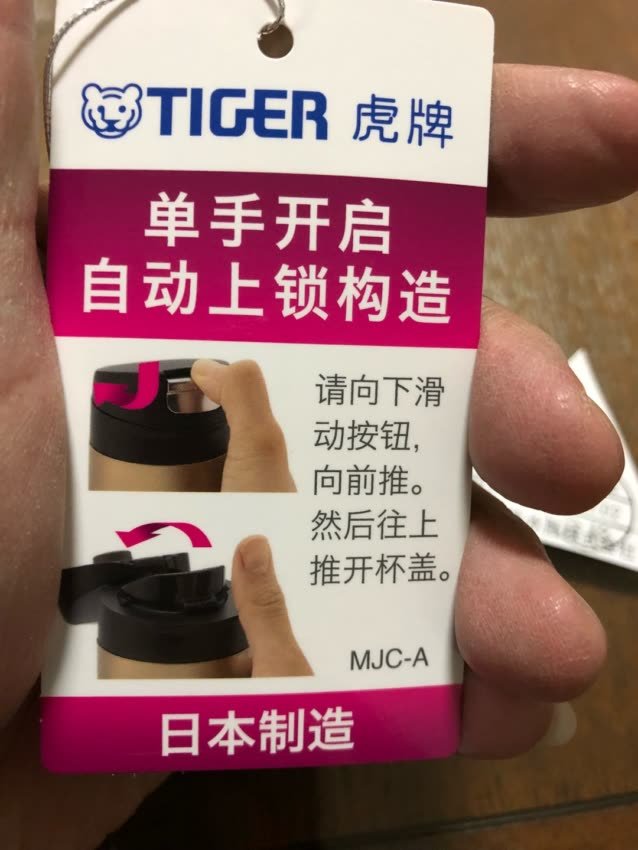 TIGER 虎牌
单手开启
自动上锁构造
请向下滑
动按钮,
向前推。
然后往上
推开杯盖。
MJC-A
日本制造